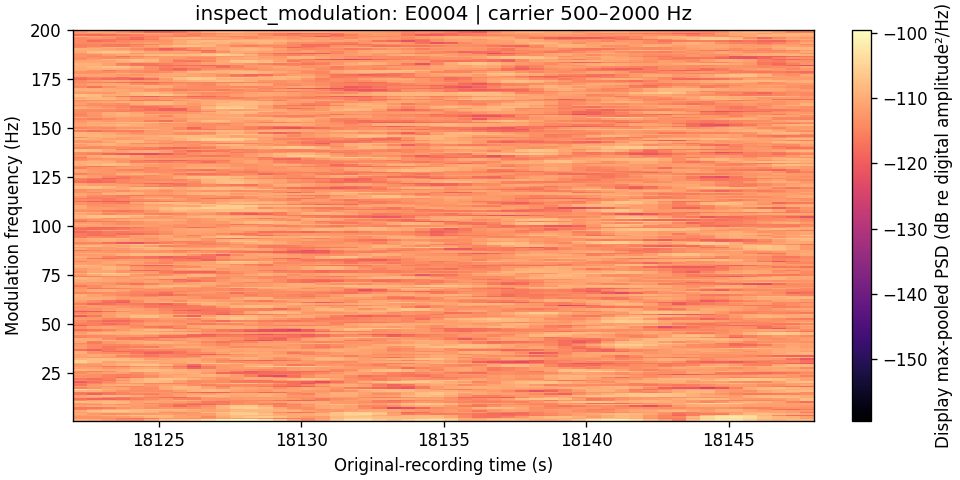 inspect_modulation: E0004 | carrier 500–2000 Hz
200
175
150
125
100
75
50
25
Modulation frequency (Hz)
18125 18130 18135 18140 18145
Original-recording time (s)
−100
−110
−120
−130
−140
−150
Display max-pooled PSD (dB re digital amplitude²/Hz)